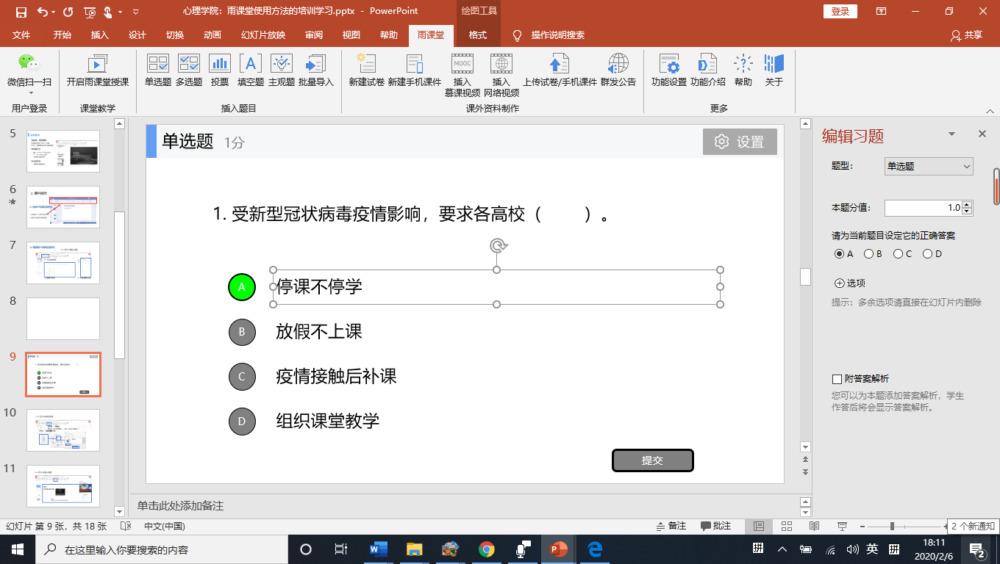 心理学院：雨课堂使用方法的培训学习.pptx - PowerPoint
绘图工具
登录
文件 开始 插入 设计 切换 动画 幻灯片放映 审阅 视图 帮助 雨课堂 格式 操作说明搜索 共享
微信扫一扫 开启雨课堂授课 单选题 多选题 投票 填空题 主观题 批量导入 新建试卷 新建手机课件 插入 慕课视频 插入 网络视频 上传试卷/手机课件 群发公告 功能设置 功能介绍 帮助 关于
用户登录 课堂教学 插入题目 课外资料制作 更多
5
6
7
8
9
10
11
单选题 1分
设置
1. 受新型冠状病毒疫情影响，要求各高校（ ）。
A 停课不停学
B 放假不上课
C 疫情接触后补课
D 组织课堂教学
提交
单击此处添加备注
编辑习题
题型： 单选题
本题分值： 1.0
请为当前题目设定它的正确答案
A B C D
选项
提示：多余选项请直接在幻灯片内删除
附答案解析
您可以为本题添加答案解析，学生
作答后将会显示答案解析。
幻灯片 第 9 张，共 18 张 中文(中国) 备注 批注 2 个新通知
在这里输入你要搜索的内容
拼 英 拼
18:11
2020/2/6
2